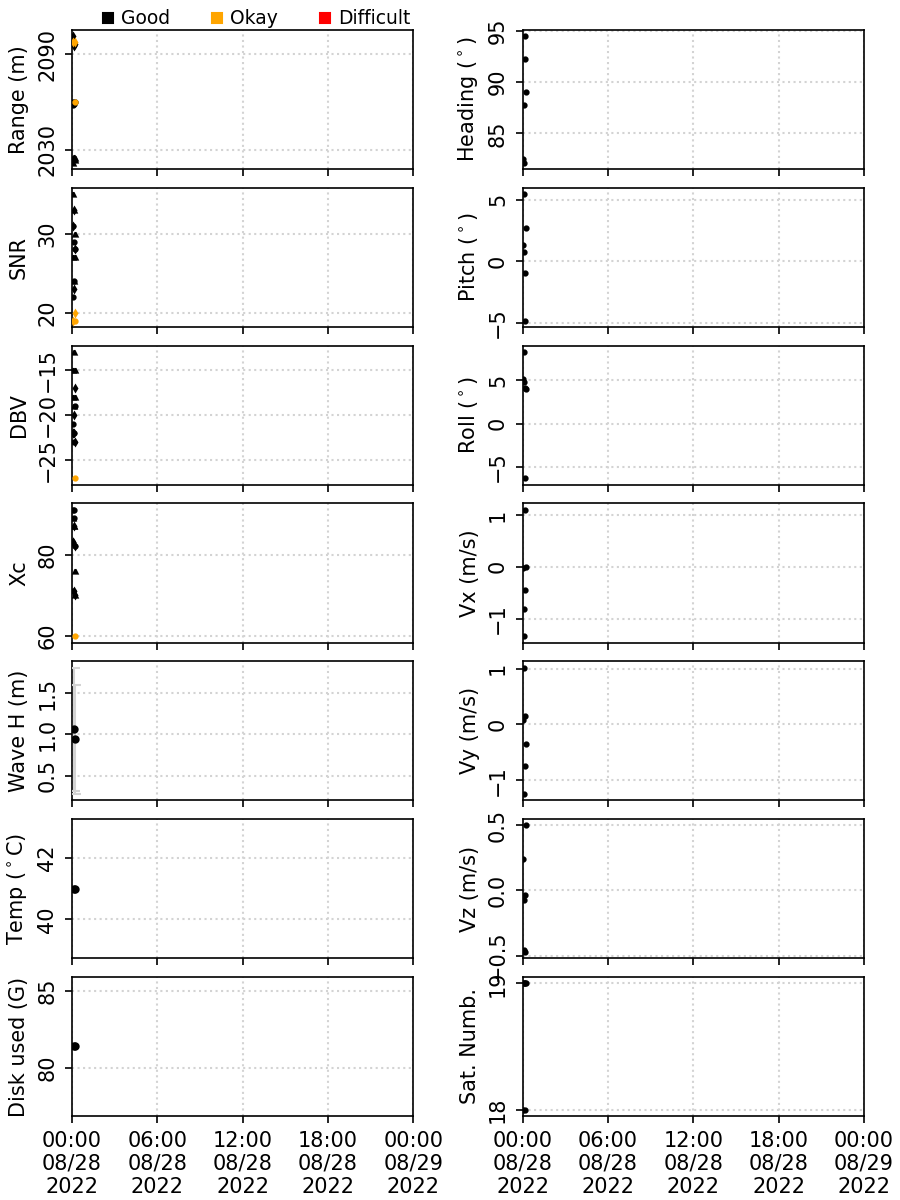 Good Okay Difficult
Range (m)
2090
2030
Heading (°)
95
90
85
SNR
30
20
Pitch (°)
5
0
−5
DBV
−15
−20
−25
Roll (°)
5
0
−5
Xc
80
60
Vx (m/s)
1
0
−1
Wave H (m)
1.5
1.0
0.5
Vy (m/s)
1
0
−1
Temp (°C)
42
40
Vz (m/s)
0.5
0.0
−0.5
Disk used (G)
85
80
Sat. Numb.
19
18
00:00 06:00 12:00 18:00 00:00
08/28 08/28 08/28 08/28 08/29
2022 2022 2022 2022 2022
00:00 06:00 12:00 18:00 00:00
08/28 08/28 08/28 08/28 08/29
2022 2022 2022 2022 2022